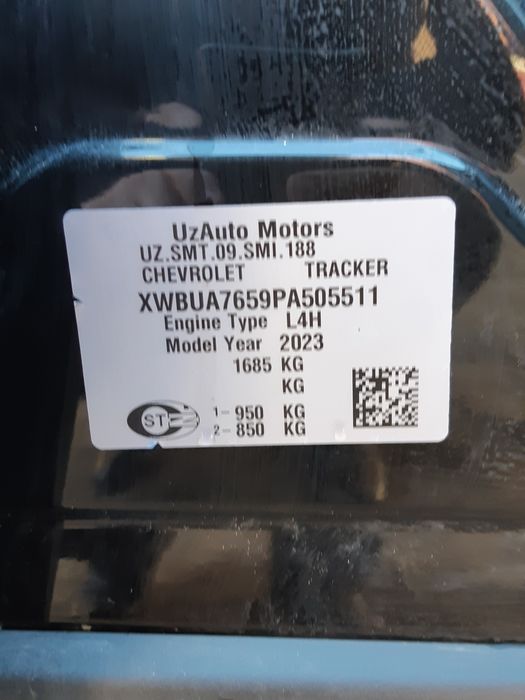 UzAuto Motors
UZ.SMT.09.SMI.188
CHEVROLET TRACKER
XWBUA7659PA505511
Engine Type L4H
Model Year 2023
1685 KG
KG
ST 1- 950 KG
2- 850 KG